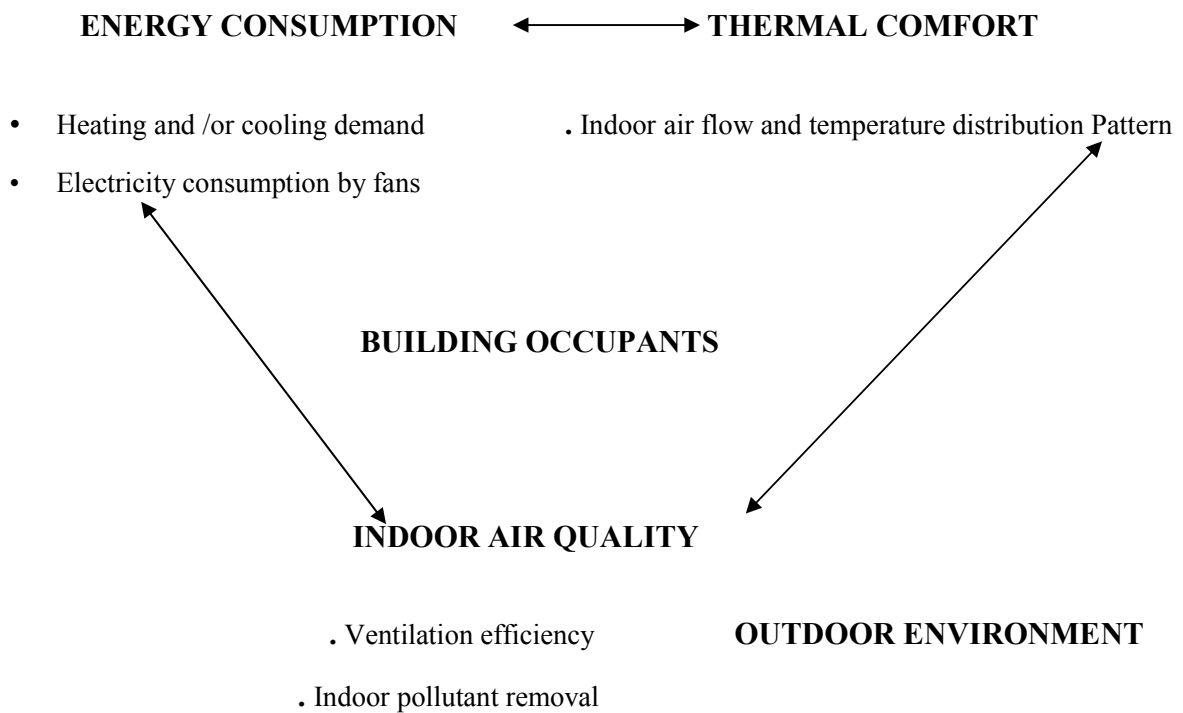 ENERGY CONSUMPTION THERMAL COMFORT
• Heating and /or cooling demand . Indoor air flow and temperature distribution Pattern
• Electricity consumption by fans
BUILDING OCCUPANTS
INDOOR AIR QUALITY
. Ventilation efficiency OUTDOOR ENVIRONMENT
. Indoor pollutant removal